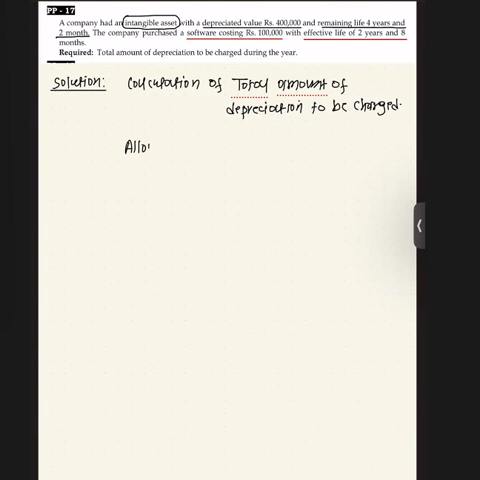 PP - 17
A company had an intangible asset with a depreciated value Rs. 400,000 and remaining life 4 years and
2 month. The company purchased a software costing Rs. 100,000 with effective life of 2 years and 8
months.
Required: Total amount of depreciation to be charged during the year.
Solution: Calculation of Total amount of
depreciation to be charged.
Allo